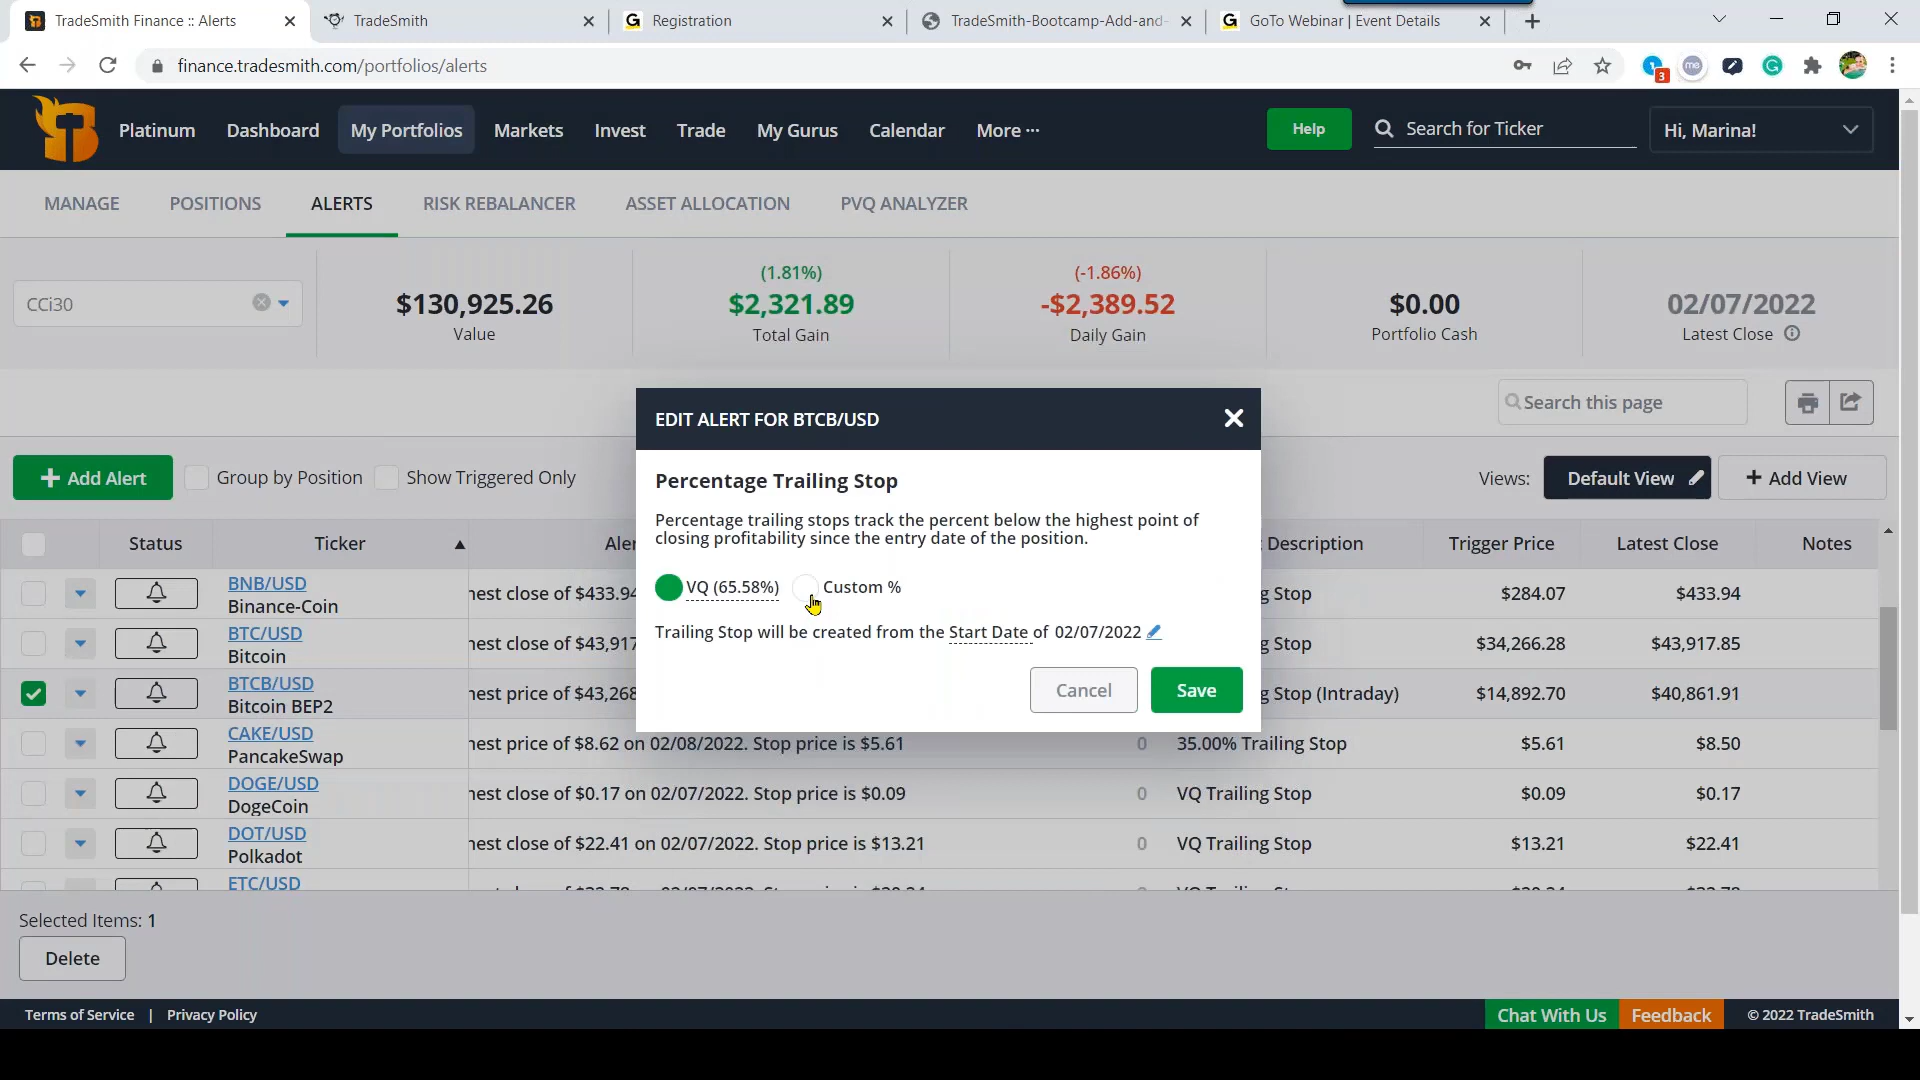 TradeSmith Finance :: Alerts
TradeSmith
Registration
TradeSmith-Bootcamp-Add-and-
GoTo Webinar | Event Details
finance.tradesmith.com/portfolios/alerts
3
Platinum
Dashboard
My Portfolios
Markets
Invest
Trade
My Gurus
Calendar
More ···
Help
Search for Ticker
Hi, Marina!
MANAGE
POSITIONS
ALERTS
RISK REBALANCER
ASSET ALLOCATION
PVQ ANALYZER
CCi30
$130,925.26
Value
(1.81%)
$2,321.89
Total Gain
(-1.86%)
-$2,389.52
Daily Gain
$0.00
Portfolio Cash
02/07/2022
Latest Close
Search this page
EDIT ALERT FOR BTCB/USD
Percentage Trailing Stop
Percentage trailing stops track the percent below the highest point of
closing profitability since the entry date of the position.
VQ (65.58%)
Custom %
Trailing Stop will be created from the Start Date of 02/07/2022
Cancel
Save
Add Alert
Group by Position
Show Triggered Only
Views:
Default View
+ Add View
Status
Ticker
Aler
Description
Trigger Price
Latest Close
Notes
BNB/USD
Binance-Coin
nest close of $433.94
g Stop
$284.07
$433.94
BTC/USD
Bitcoin
nest close of $43,917
g Stop
$34,266.28
$43,917.85
BTCB/USD
Bitcoin BEP2
nest price of $43,268
g Stop (Intraday)
$14,892.70
$40,861.91
CAKE/USD
PancakeSwap
nest price of $8.62 on 02/08/2022. Stop price is $5.61
0
35.00% Trailing Stop
$5.61
$8.50
DOGE/USD
DogeCoin
nest close of $0.17 on 02/07/2022. Stop price is $0.09
0
VQ Trailing Stop
$0.09
$0.17
DOT/USD
Polkadot
nest close of $22.41 on 02/07/2022. Stop price is $13.21
0
VQ Trailing Stop
$13.21
$22.41
ETC/USD
Selected Items: 1
Delete
Terms of Service | Privacy Policy
Chat With Us
Feedback
© 2022 TradeSmith